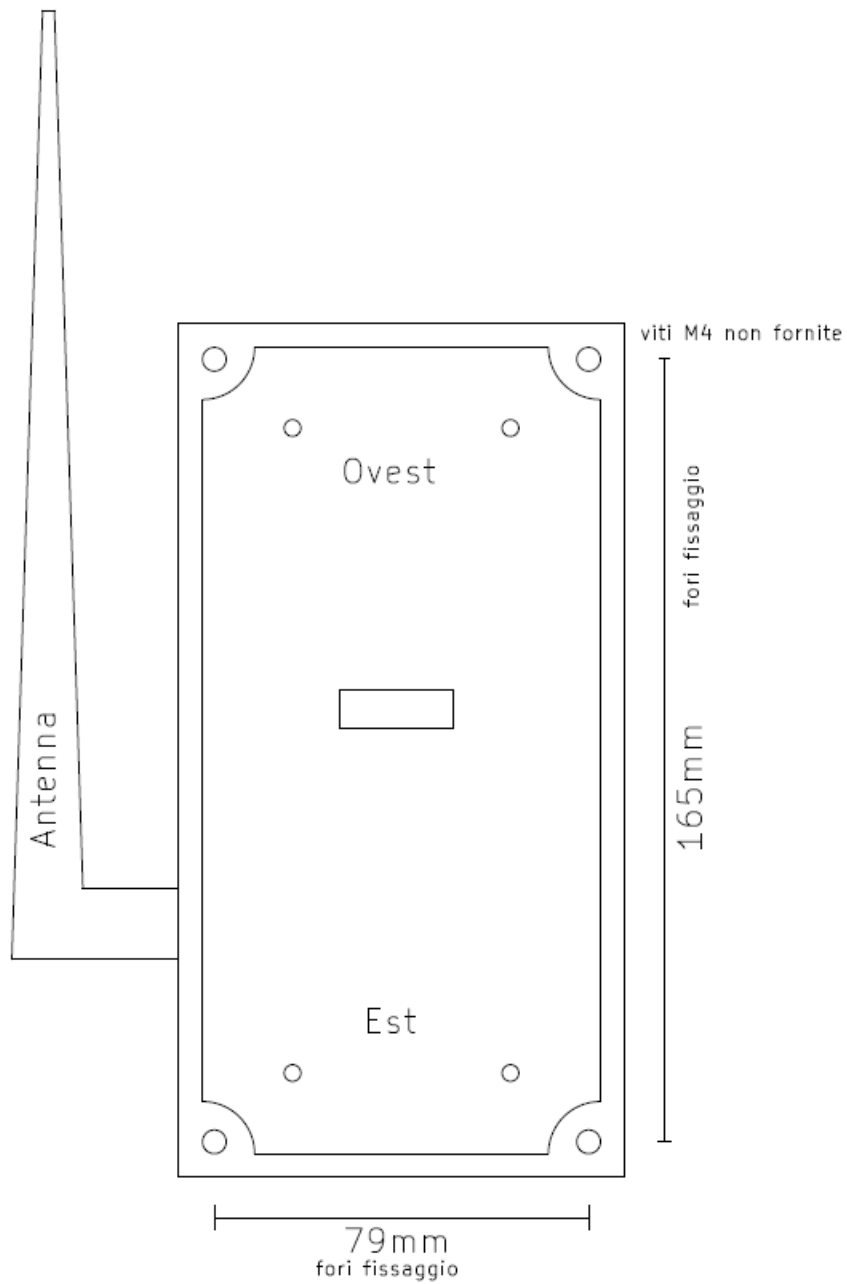 viti M4 non fornite
Ovest
fori fissaggio
Antenna
165mm
Est
79mm
fori fissaggio